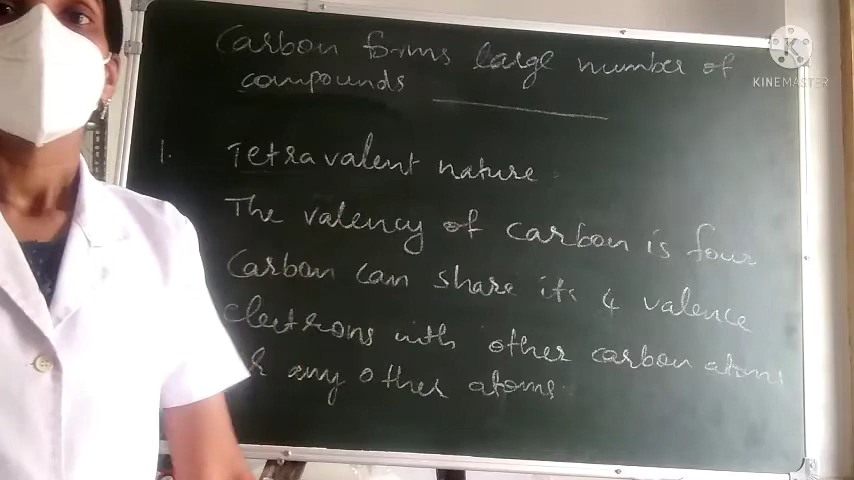 Carbon forms large number of
compounds
1. Tetravalent nature.
The valency of carbon is four
Carbon can share its 4 valence
electrons with other carbon atoms
any other atoms.
K
KINEMASTER